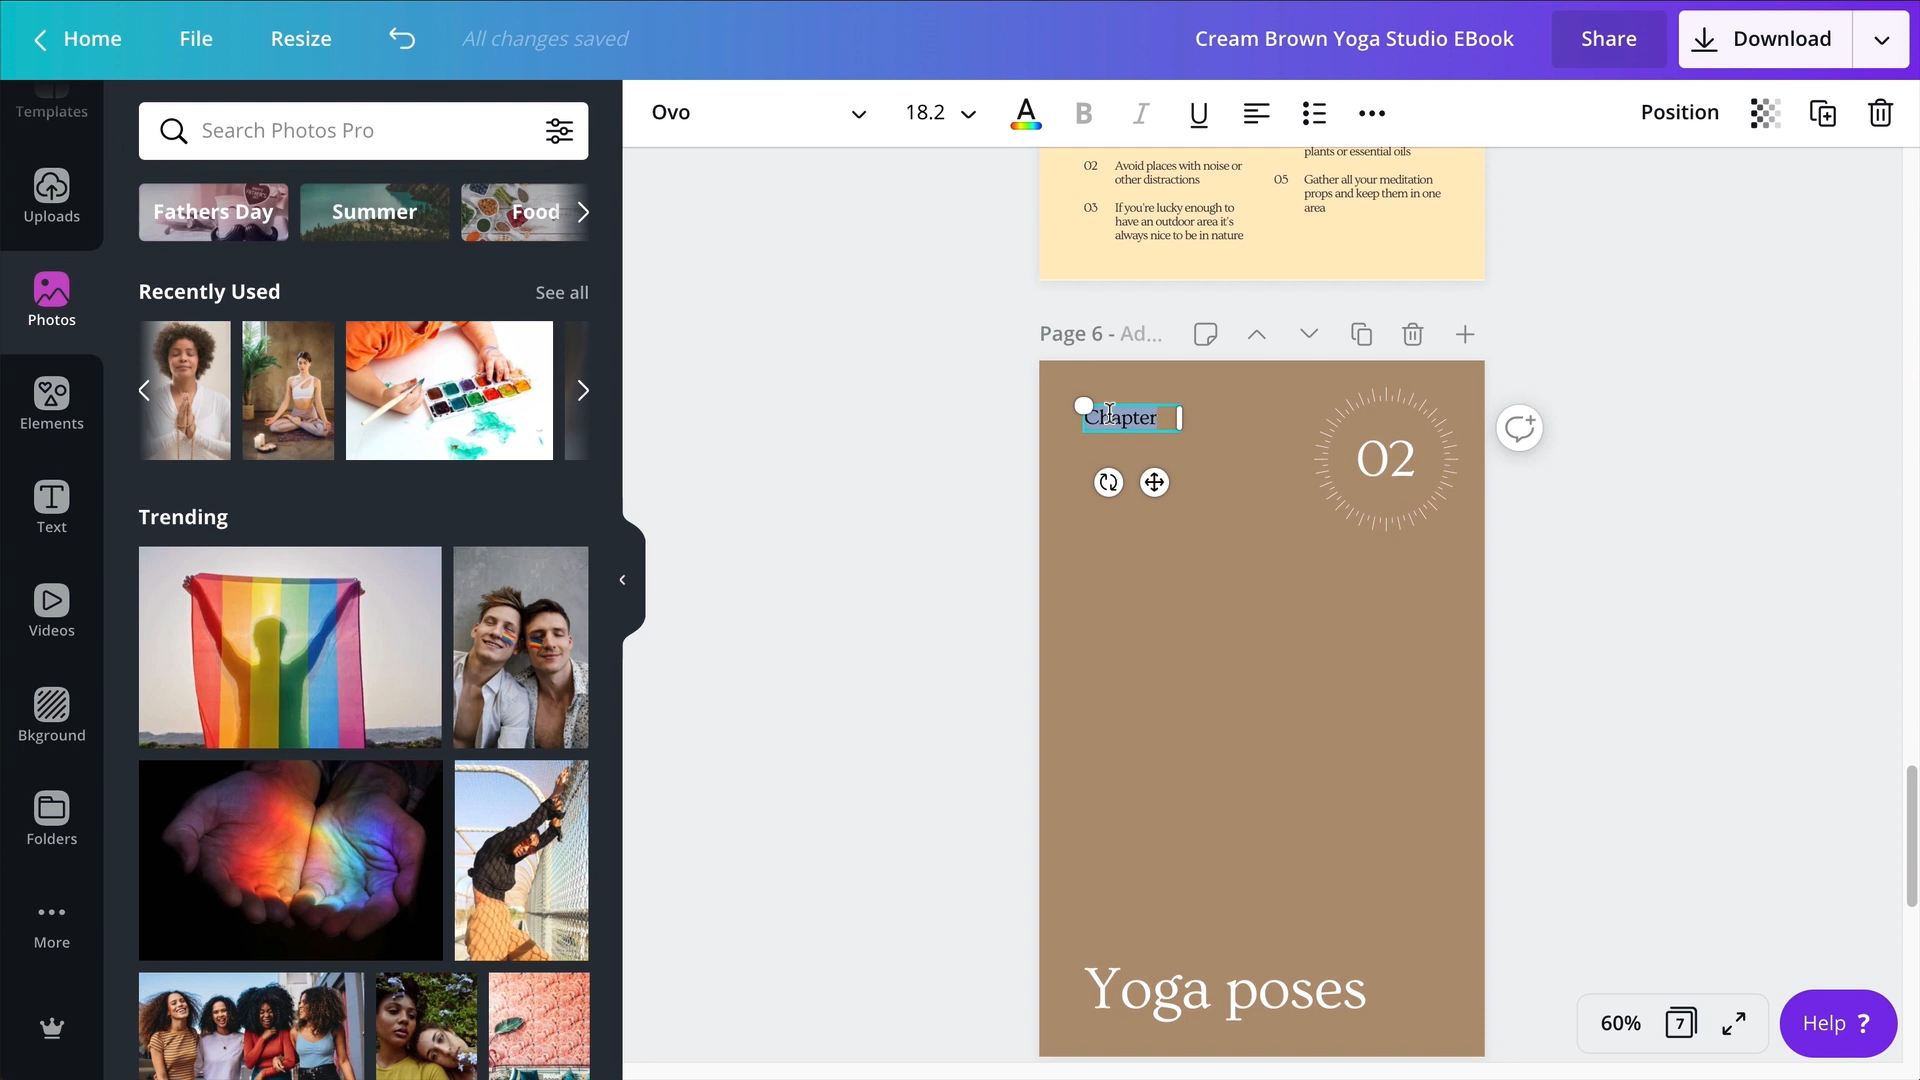 Home
File
Resize
All changes saved
Cream Brown Yoga Studio EBook
Share
Download
Templates
Uploads
Photos
Elements
Text
Videos
Bkground
Folders
More
Search Photos Pro
Fathers Day
Summer
Food
Recently Used
See all
Trending
Ovo
18.2
A
B
I
U
Position
02
Avoid places with noise or
other distractions
03
If you're lucky enough to
have an outdoor area it's
always nice to be in nature
plants or essential oils
05
Gather all your meditation
props and keep them in one
area
Page 6 - Ad...
Chapter
02
Yoga poses
60%
7
Help ?